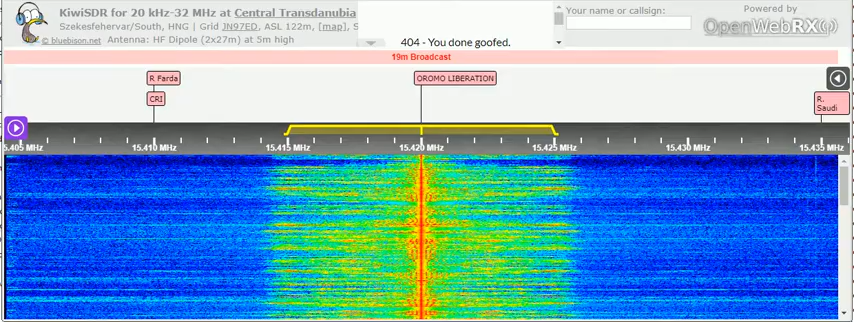 KiwiSDR for 20 kHz-32 MHz at Central Transdanubia
Szekesfehervar/South, HNG | Grid JN97ED, ASL 122m, [map], S
© bluebison.net Antenna: HF Dipole (2x27m) at 5m high
404 - You done goofed.
Your name or callsign:
Powered by
OpenWebRX
19m Broadcast
R Farda
CRI
OROMO LIBERATION
R.
Saudi
5.405 MHz 15.410 MHz 15.415 MHz 15.420 MHz 15.425 MHz 15.430 MHz 15.435 MHz